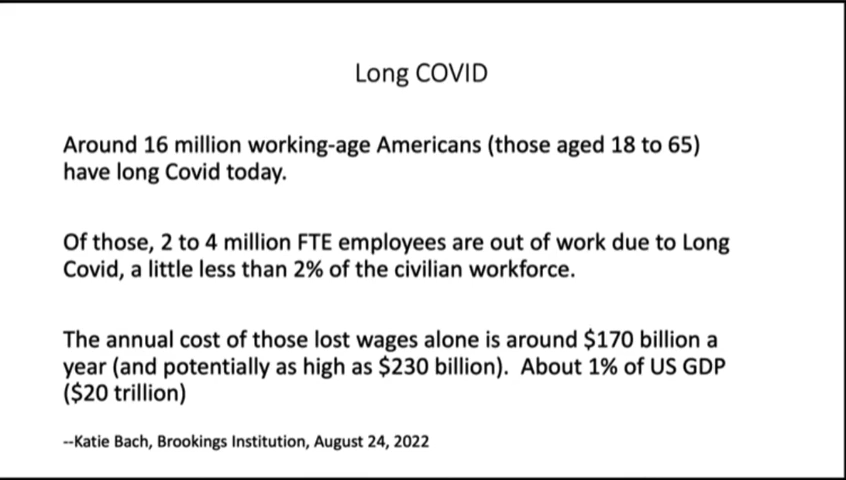 Long COVID
Around 16 million working-age Americans (those aged 18 to 65)
have long Covid today.
Of those, 2 to 4 million FTE employees are out of work due to Long
Covid, a little less than 2% of the civilian workforce.
The annual cost of those lost wages alone is around $170 billion a
year (and potentially as high as $230 billion).  About 1% of US GDP
($20 trillion)
--Katie Bach, Brookings Institution, August 24, 2022